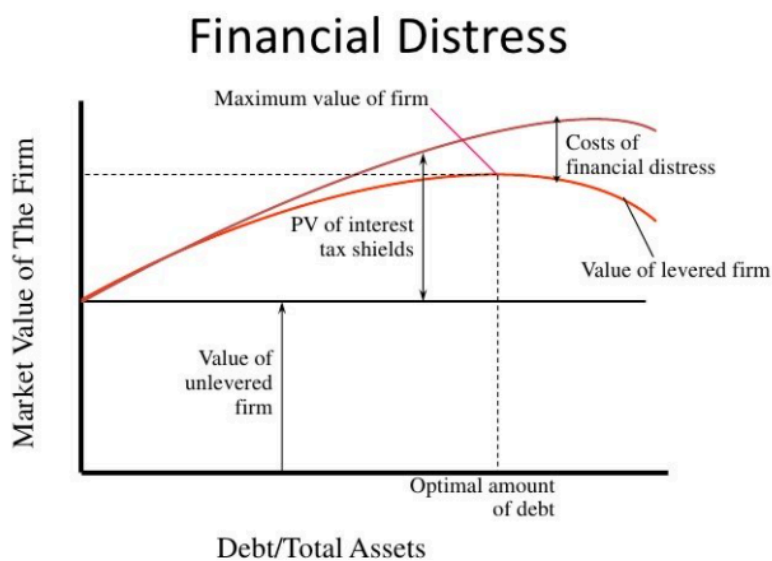 Financial Distress
Maximum value of firm
Costs of
financial distress
PV of interest
tax shields
Value of levered firm
Value of
unlevered
firm
Market Value of The Firm
Optimal amount
of debt
Debt/Total Assets